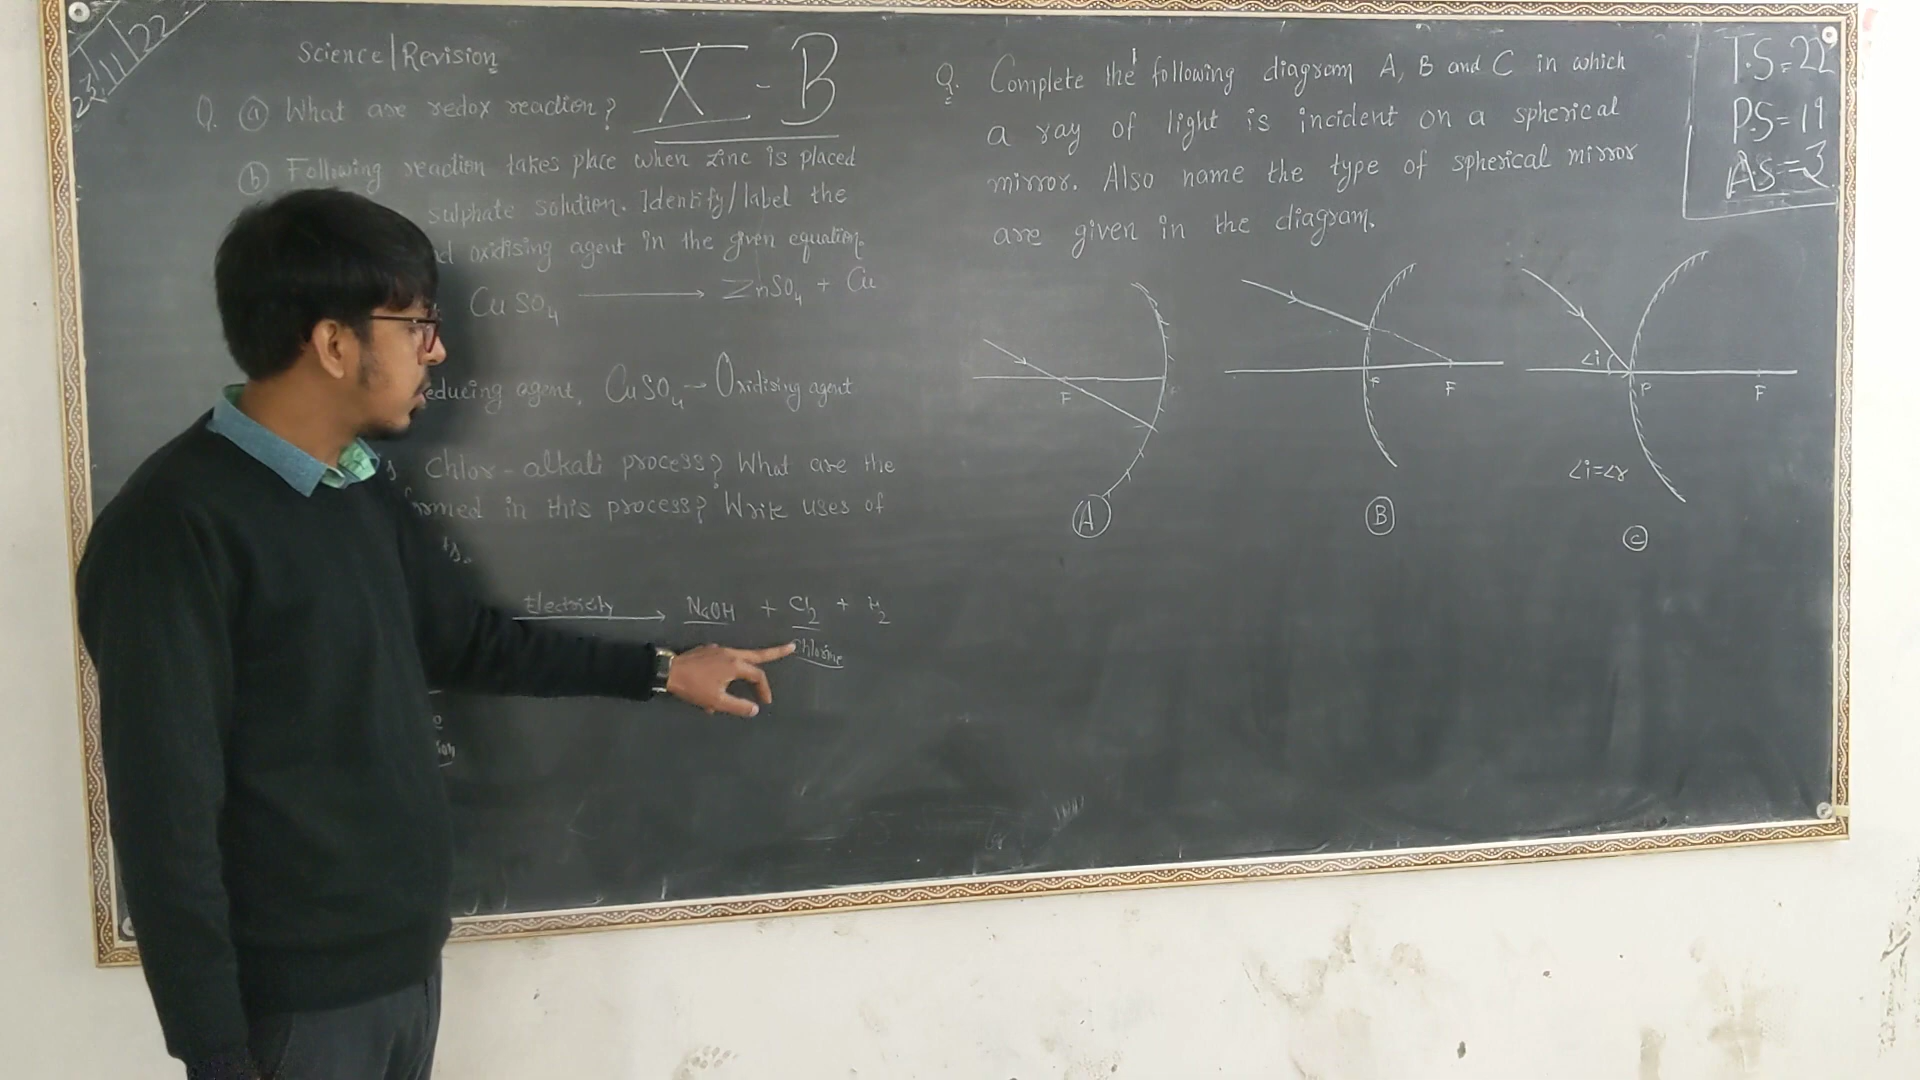 23/11/22
Science/Revision
X - B
Q. (a) What are redox reaction?
(b) Following reaction takes place when zinc is placed
sulphate solution. Identify/label the
oxidising agent in the given equation.
CuSO4 → ZnSO4 + Cu
educing agent, CuSO4 → Oxidising agent
Chlor-alkali process? What are the
ormed in this process? Write uses of
ts.
Electricity → NaOH + Cl2 + H2
Chlorine
Q. Complete the following diagram A, B and C in which
a ray of light is incident on a spherical
mirror. Also name the type of spherical mirror
are given in the diagram.
T.S=22
P.S=19
A.S=3
F
A
P F
B
∠i P F
∠i=∠r
C